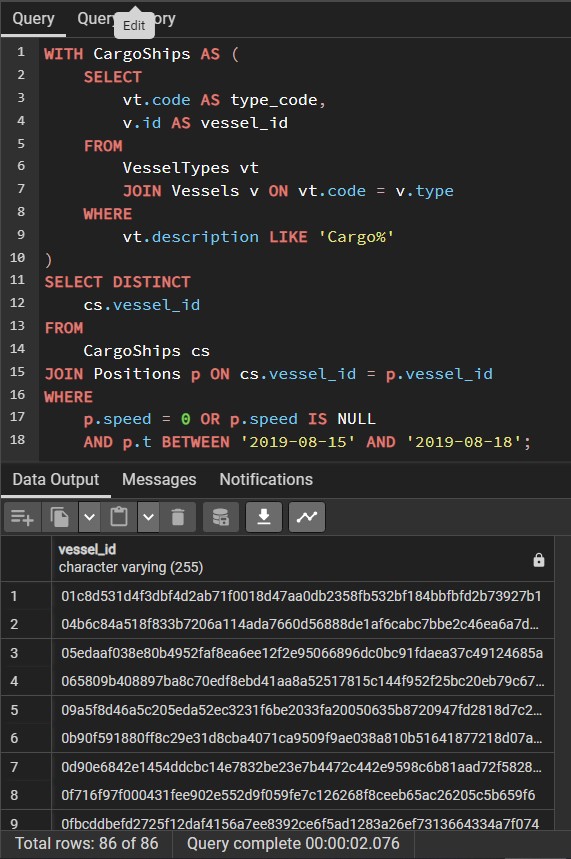 Query Query ory
Edit
1 WITH CargoShips AS (
2 SELECT
3 vt.code AS type_code,
4 v.id AS vessel_id
5 FROM
6 VesselTypes vt
7 JOIN Vessels v ON vt.code = v.type
8 WHERE
9 vt.description LIKE 'Cargo%'
10 )
11 SELECT DISTINCT
12 cs.vessel_id
13 FROM
14 CargoShips cs
15 JOIN Positions p ON cs.vessel_id = p.vessel_id
16 WHERE
17 p.speed = 0 OR p.speed IS NULL
18 AND p.t BETWEEN '2019-08-15' AND '2019-08-18';
Data Output Messages Notifications
vessel_id
character varying (255)
1 01c8d531d4f3dbf4d2ab71f0018d47aa0db2358fb532bf184bbfbfd2b73927b1
2 04b6c84a518f833b7206a114ada7660d56888de1af6cabc7bbe2c46ea6a7d...
3 05edaaf038e80b4952faf8ea6ee12f2e95066896dc0bc91fdaea37c49124685a
4 065809b408897ba8c70edf8ebd41aa8a52517815c144f952f25bc20eb79c67...
5 09a5f8d46a5c205eda52ec3231f6be2033fa20050635b8720947fd2818d7c2...
6 0b90f591880ff8c29e31d8cba4071ca9509f9ae038a810b51641877218d07a...
7 0d90e6842e1454ddcbc14e7832be23e7b4472c442e9598c6b81aad72f5828...
8 0f716f97f000431fee902e552d9f059fe7c126268f8ceeb65ac26205c5b659f6
9 0fbcddbefd2725f12daf4156a7ee8392ce6f5ad1283a26ef7313664334a7f074
Total rows: 86 of 86 Query complete 00:00:02.076